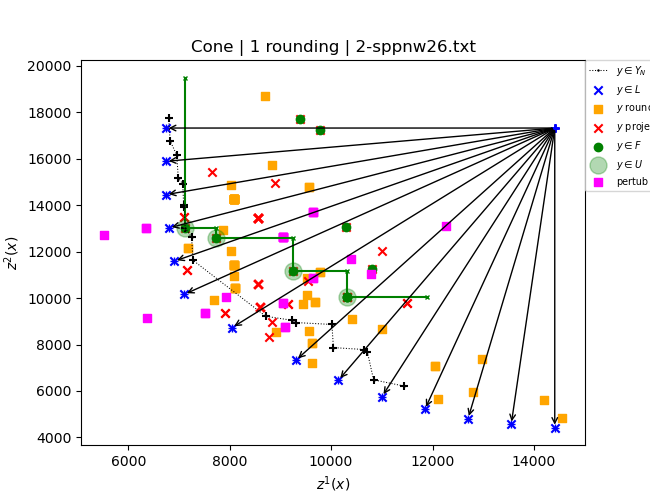 Cone | 1 rounding | 2-sppnw26.txt
20000
18000
16000
14000
12000
10000
8000
6000
4000
z²(x)
6000 8000 10000 12000 14000
z¹(x)
y ∈ Y_N
y ∈ L
y roun
y proje
y ∈ F
y ∈ U
pertub